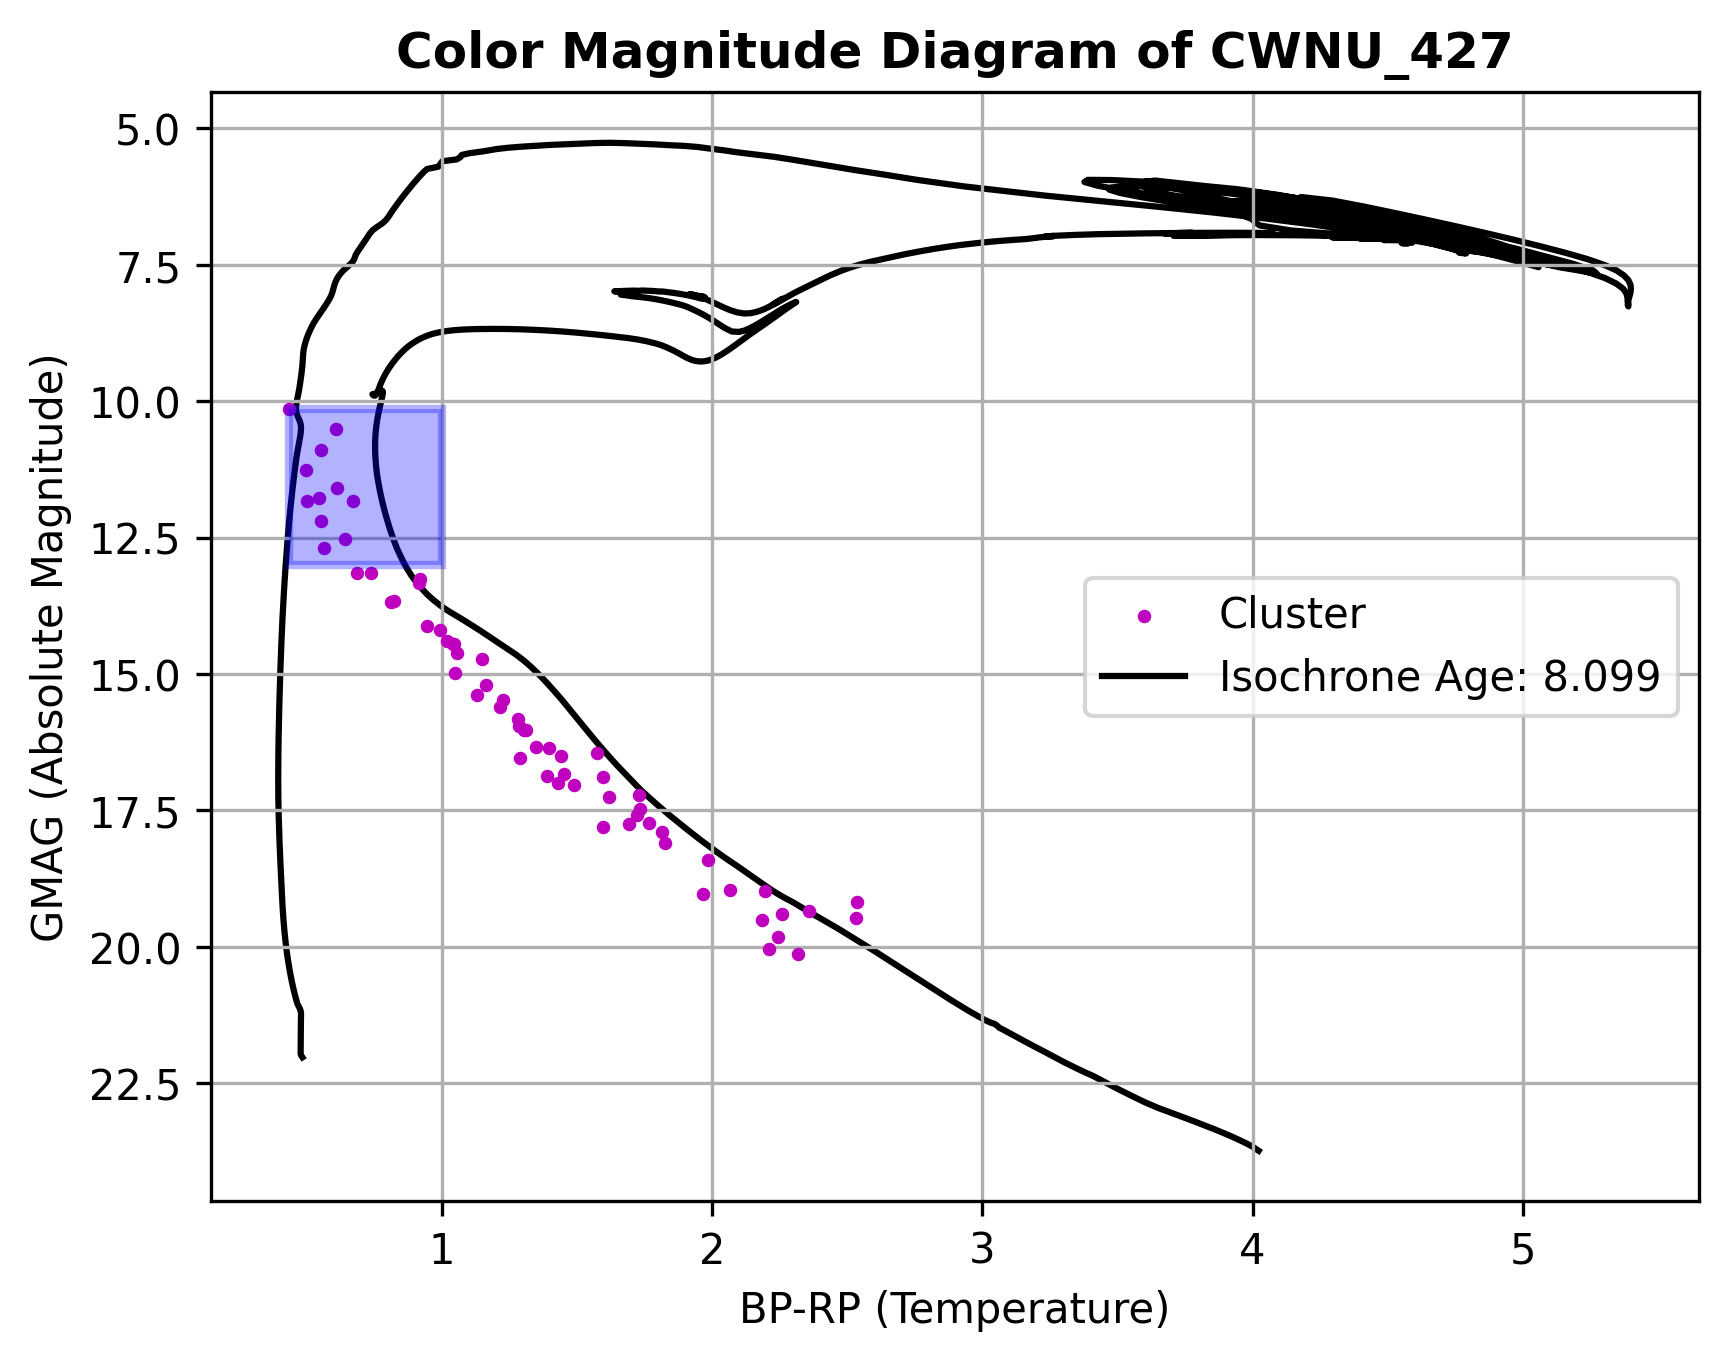 Color Magnitude Diagram of CWNU_427
GMAG (Absolute Magnitude)
5.0
7.5
10.0
12.5
15.0
17.5
20.0
22.5
Cluster
Isochrone Age: 8.099
1 2 3 4 5
BP-RP (Temperature)